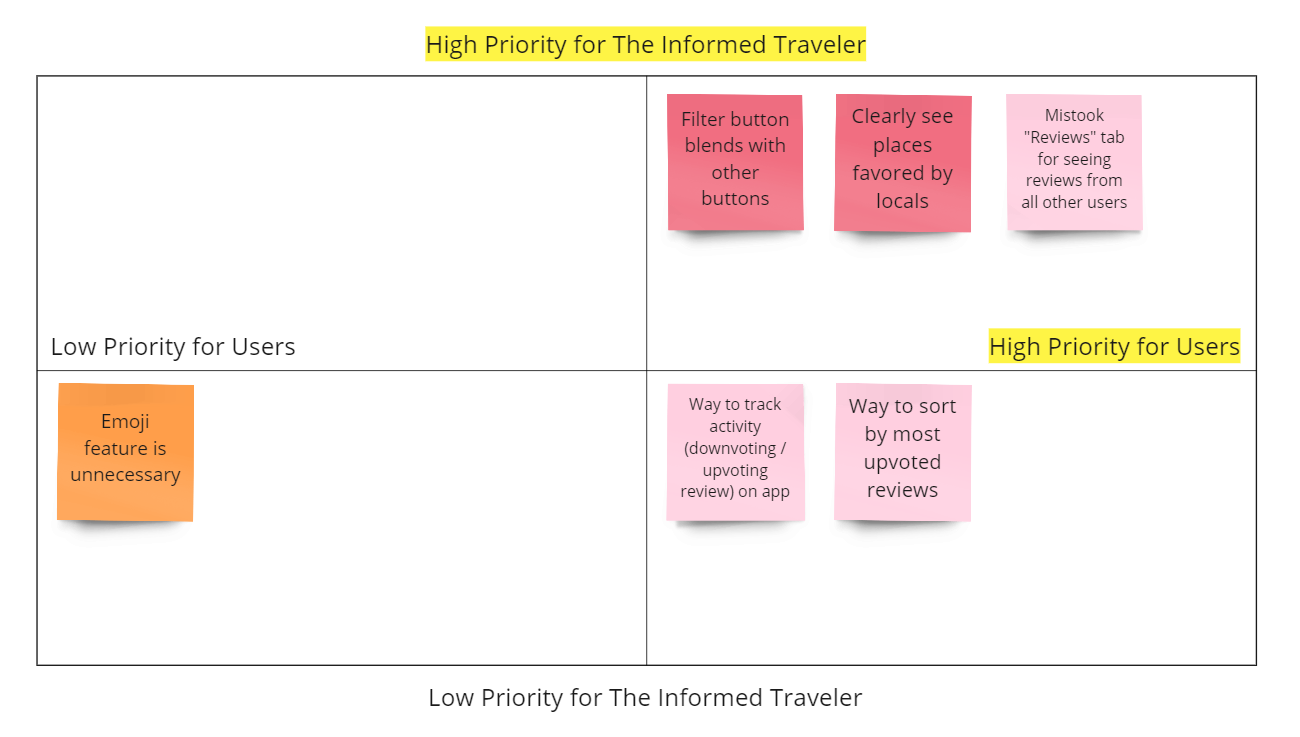 High Priority for The Informed Traveler
Filter button
blends with
other
buttons
Clearly see
places
favored by
locals
Mistook
"Reviews" tab
for seeing
reviews from
all other users
Low Priority for Users
High Priority for Users
Emoji
feature is
unnecessary
Way to track
activity
(downvoting /
upvoting
review) on app
Way to sort
by most
upvoted
reviews
Low Priority for The Informed Traveler